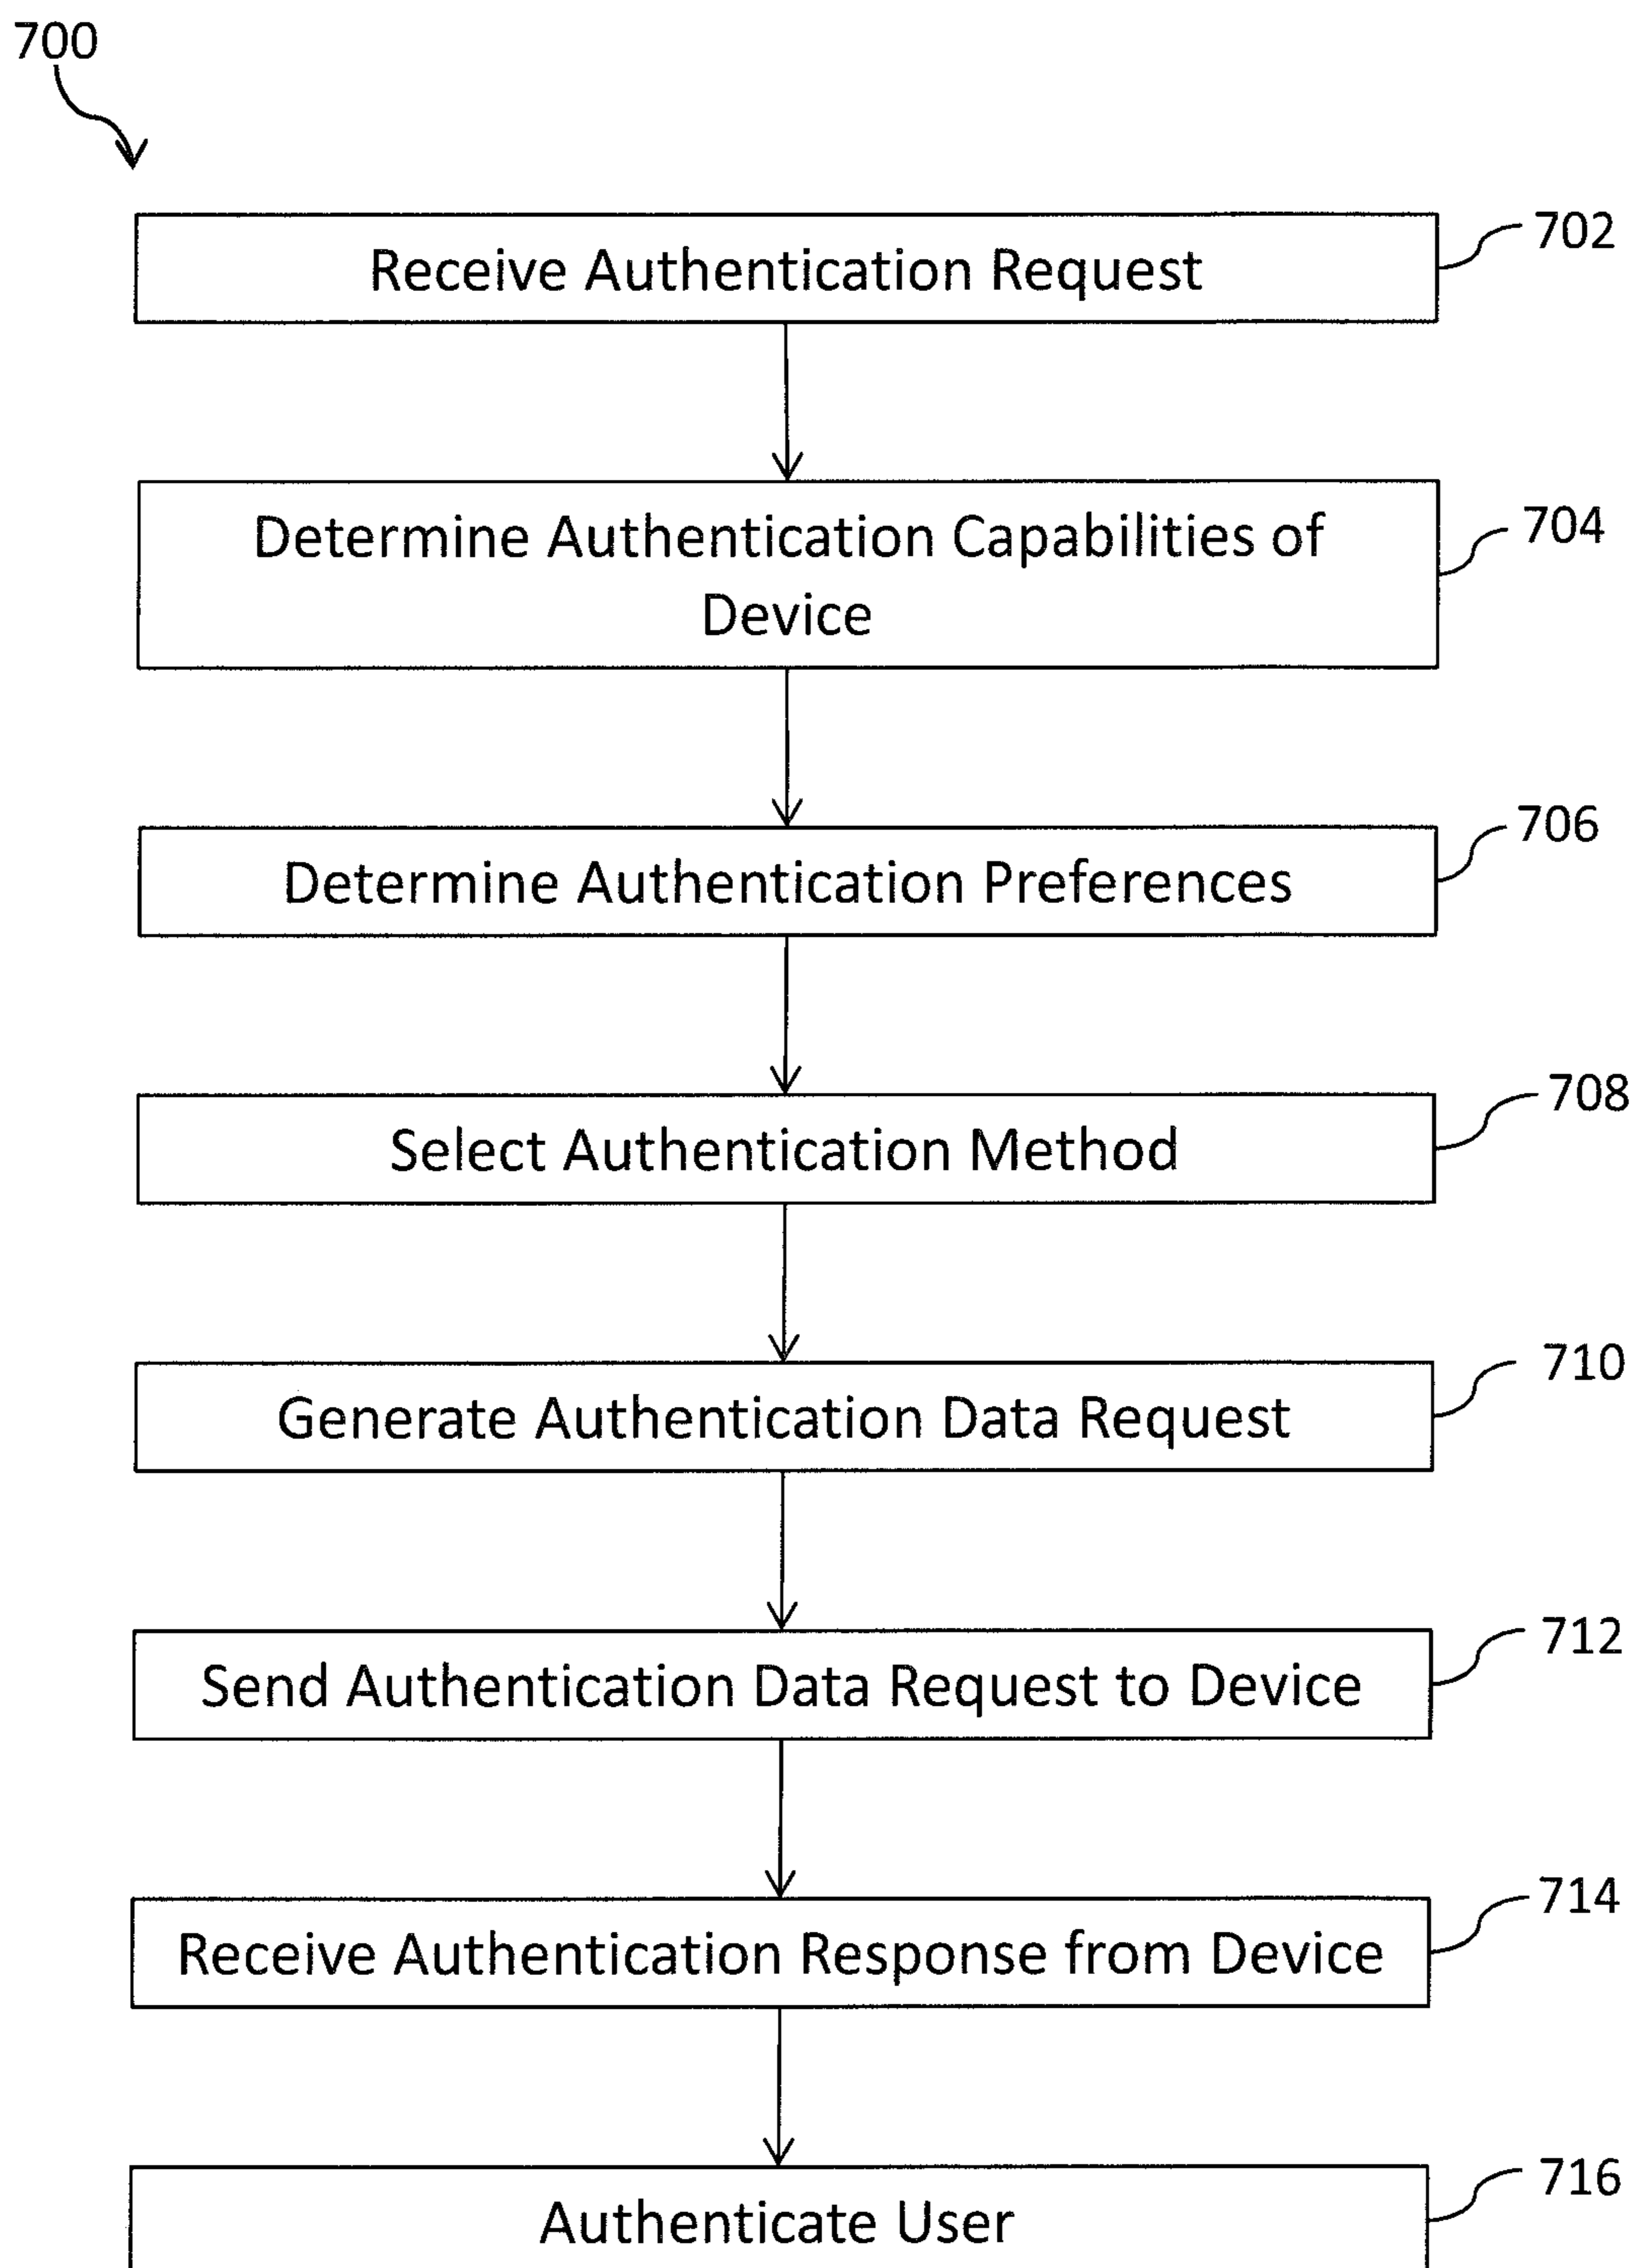 700
Receive Authentication Request
702
Determine Authentication Capabilities of
Device
704
Determine Authentication Preferences
706
Select Authentication Method
708
Generate Authentication Data Request
710
Send Authentication Data Request to Device
712
Receive Authentication Response from Device
714
Authenticate User
716